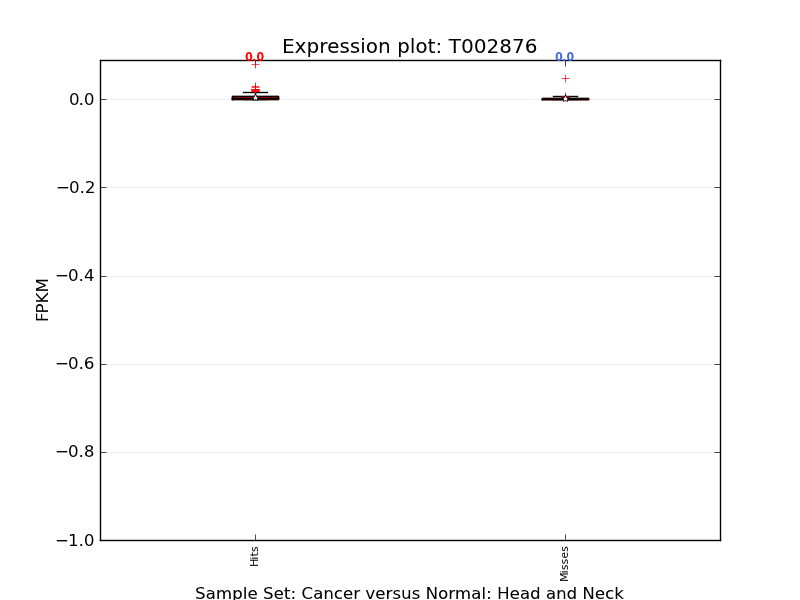 Expression plot: T002876
0.0
0.0
0.0
−0.2
−0.4
−0.6
−0.8
−1.0
FPKM
Hits
Misses
Sample Set: Cancer versus Normal: Head and Neck